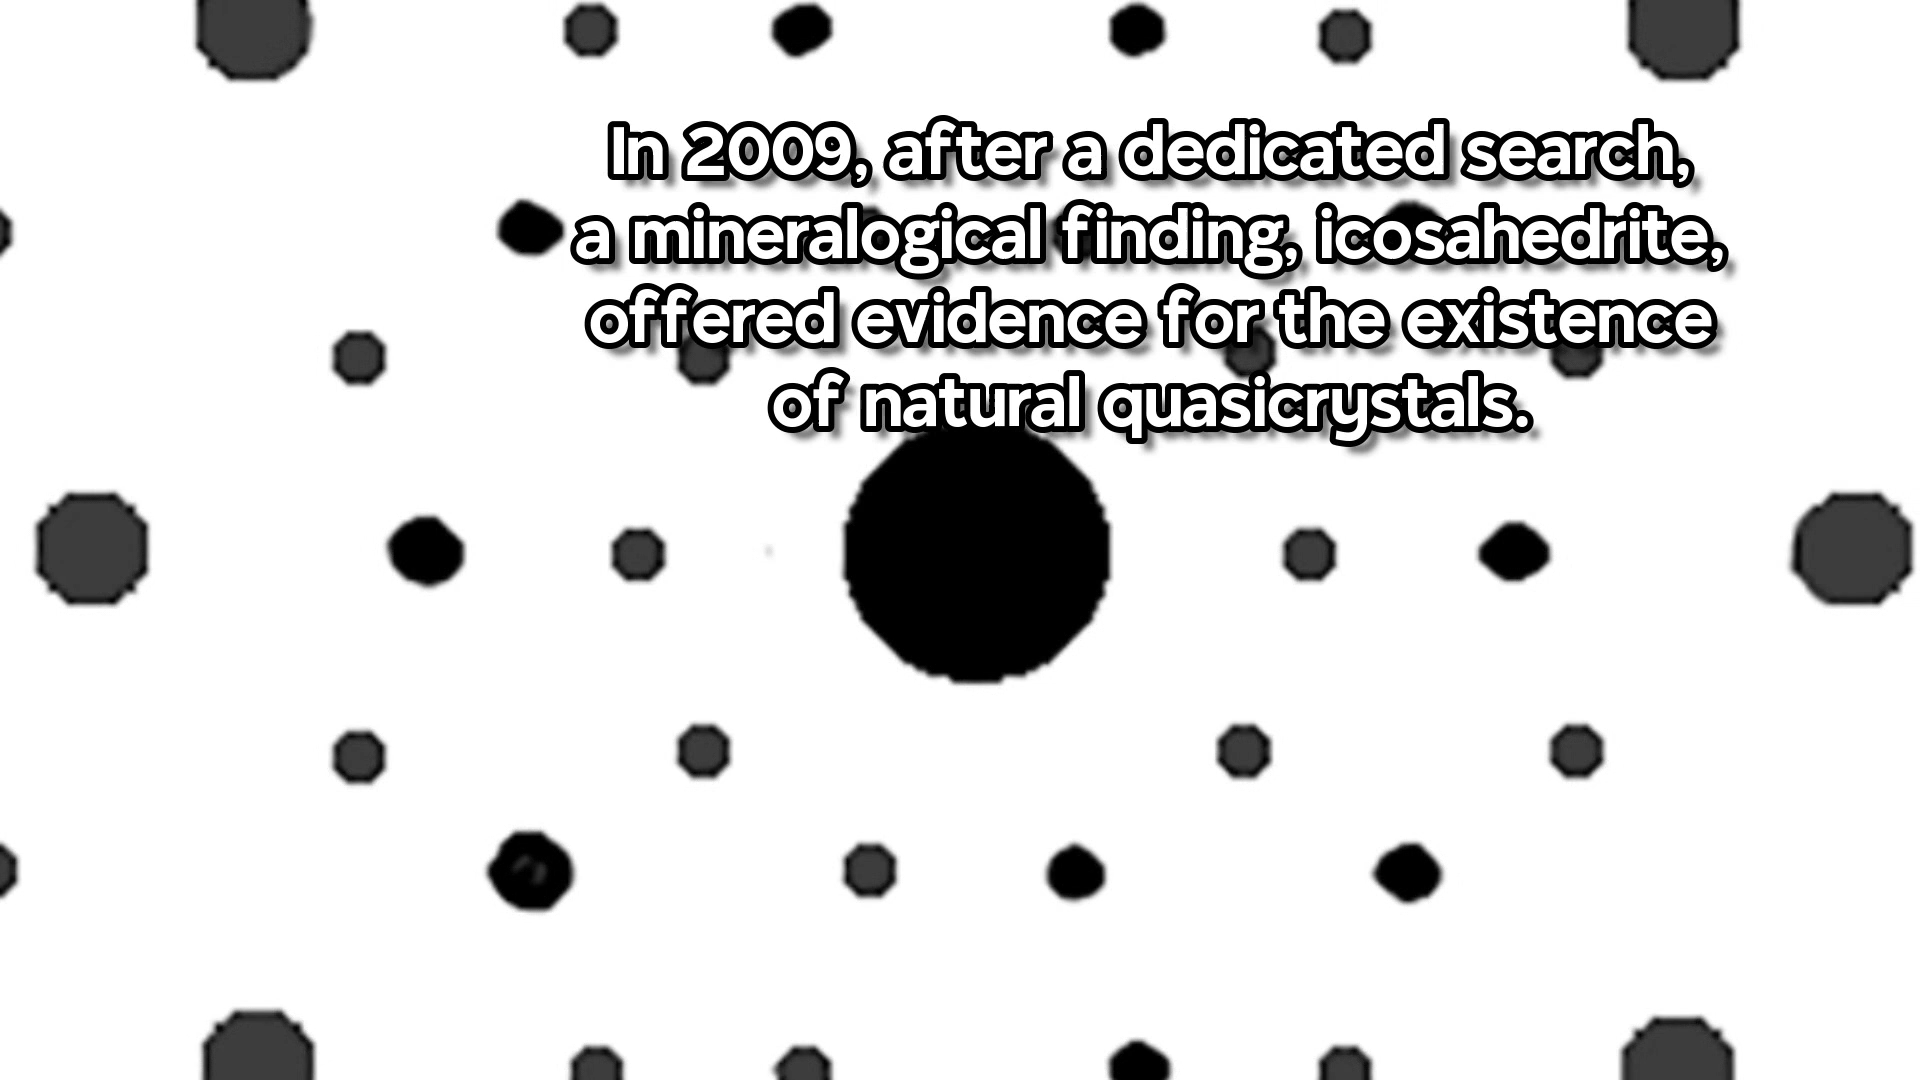 In 2009, after a dedicated search,
a mineralogical finding, icosahedrite,
offered evidence for the existence
of natural quasicrystals.